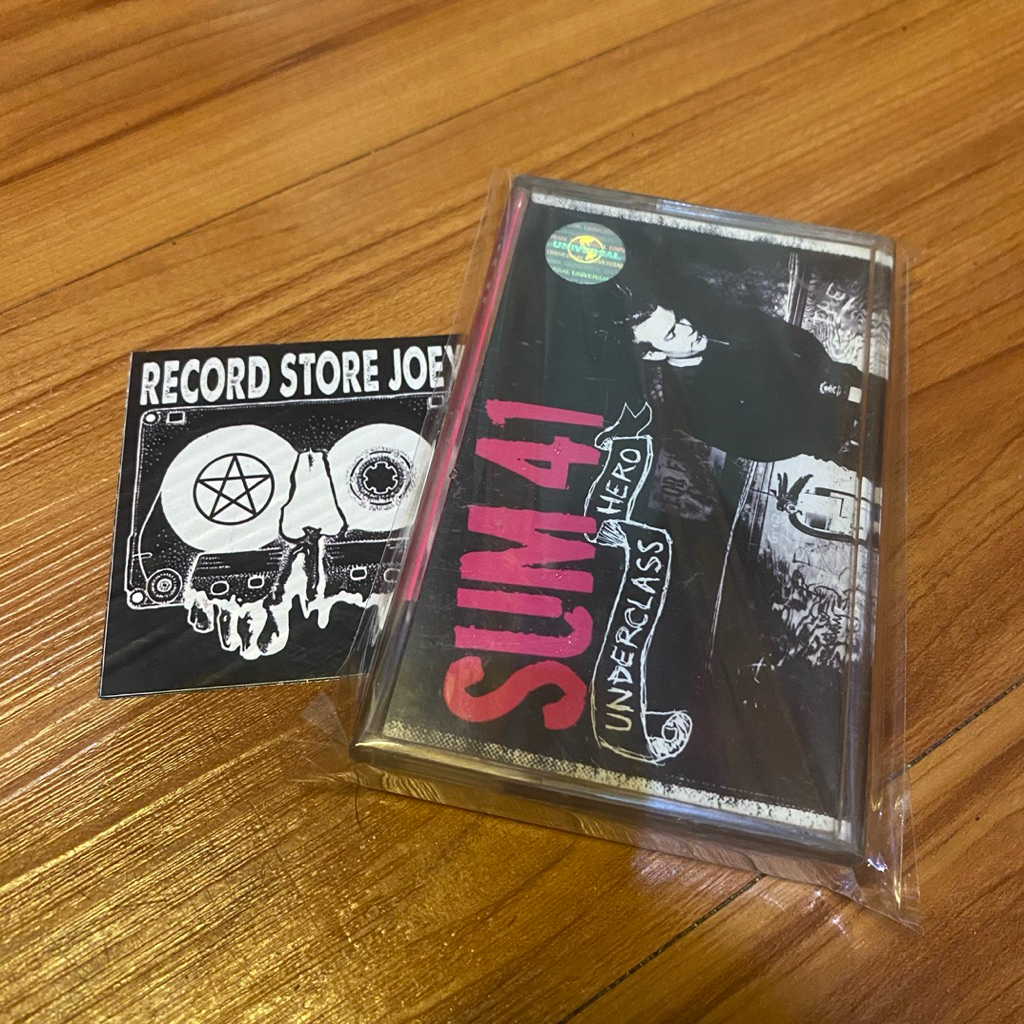 RECORD STORE JOEY
UNIVERSAL
SUM 41
UNDERCLASS HERO